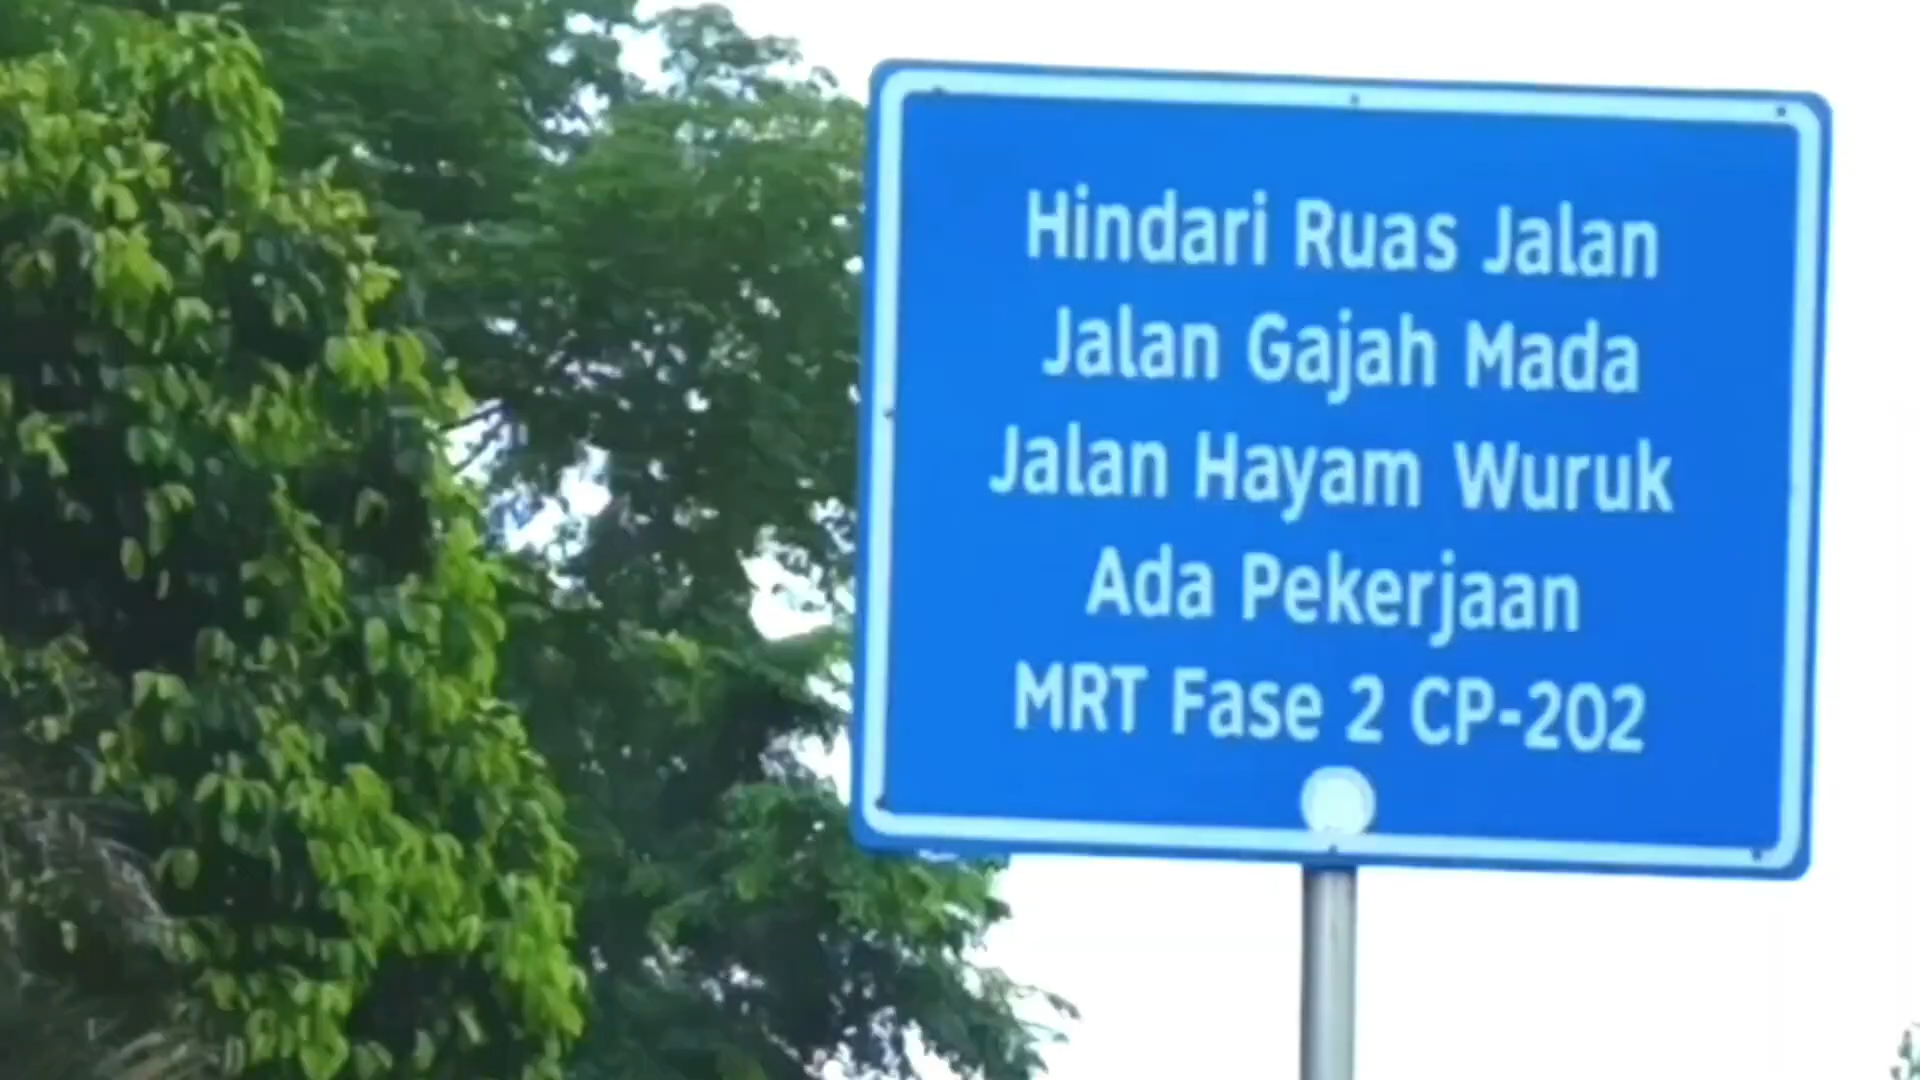 Hindari Ruas Jalan
Jalan Gajah Mada
Jalan Hayam Wuruk
Ada Pekerjaan
MRT Fase 2 CP-202